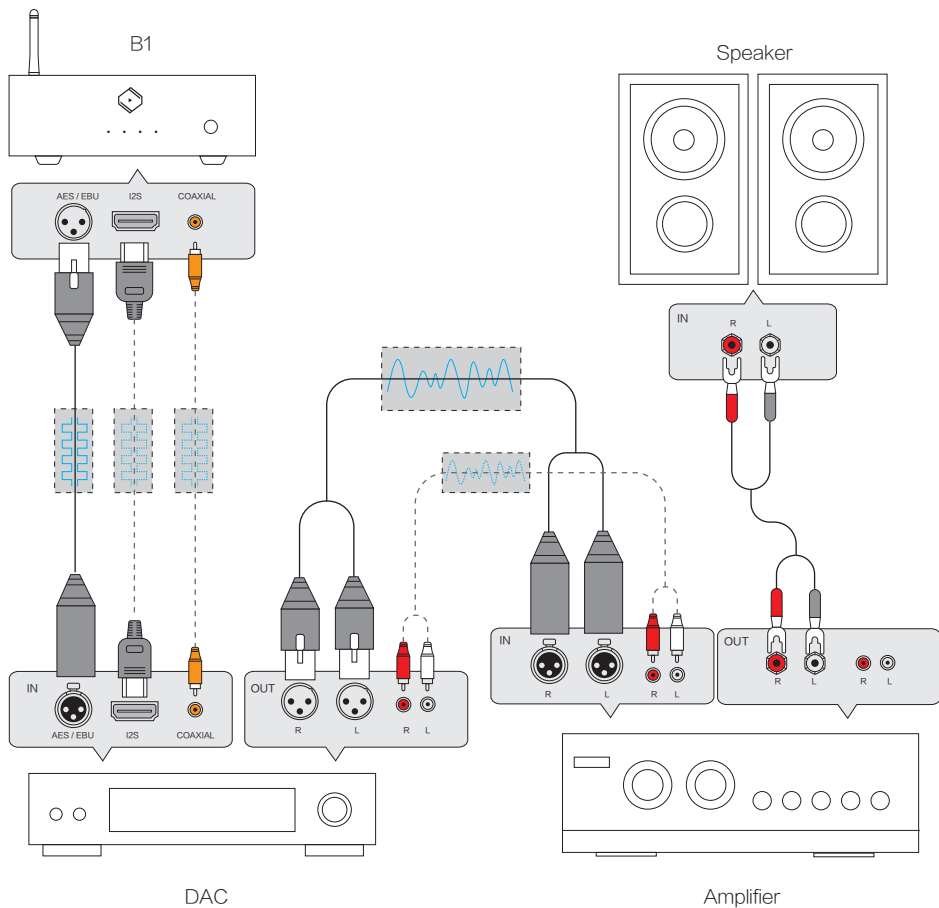 B1
Speaker
AES / EBU I2S COAXIAL
IN
R L
IN
AES / EBU I2S COAXIAL
OUT
R L R L
IN
R L R L
OUT
R L R L
DAC
Amplifier